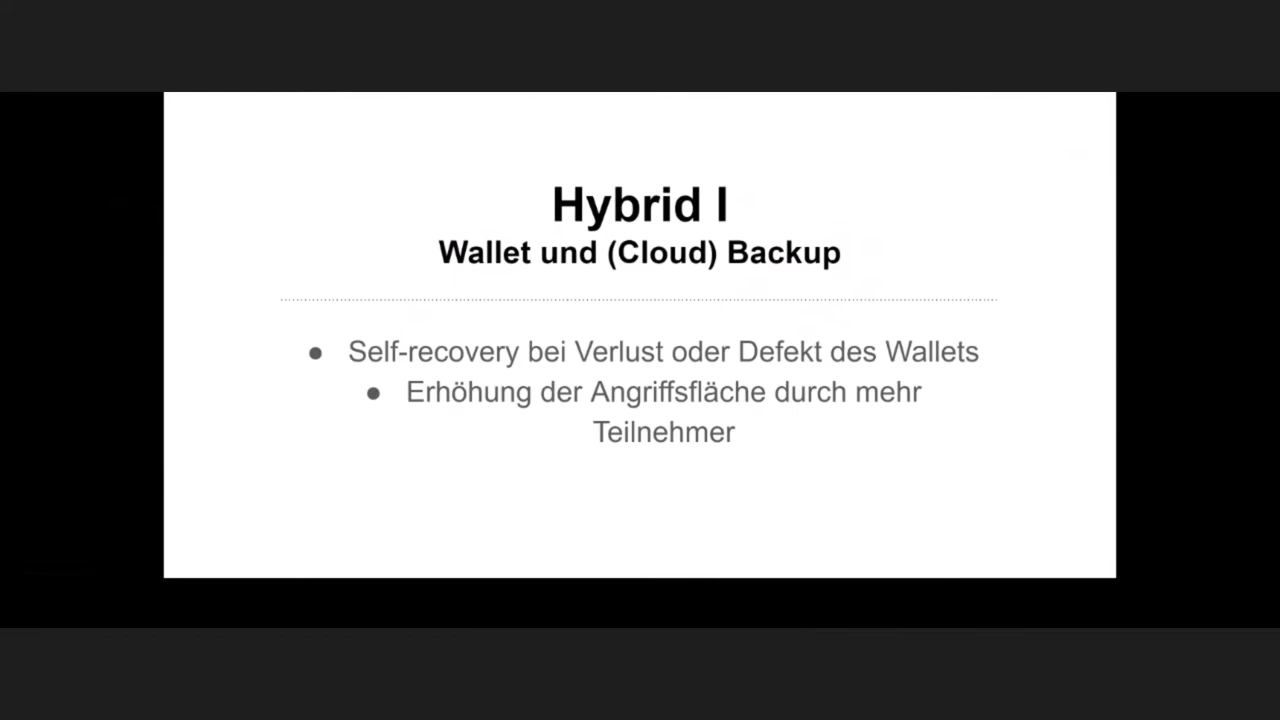 Hybrid I
Wallet und (Cloud) Backup
● Self-recovery bei Verlust oder Defekt des Wallets
● Erhöhung der Angriffsfläche durch mehr
Teilnehmer